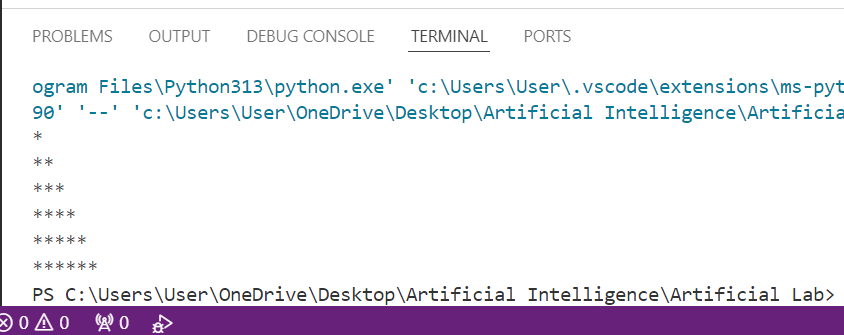 PROBLEMS OUTPUT DEBUG CONSOLE TERMINAL PORTS
ogram Files\Python313\python.exe' 'c:\Users\User\.vscode\extensions\ms-pyt
90' '--' 'c:\Users\User\OneDrive\Desktop\Artificial Intelligence\Artificia
*
**
***
****
*****
******
PS C:\Users\User\OneDrive\Desktop\Artificial Intelligence\Artificial Lab>
0 0 0